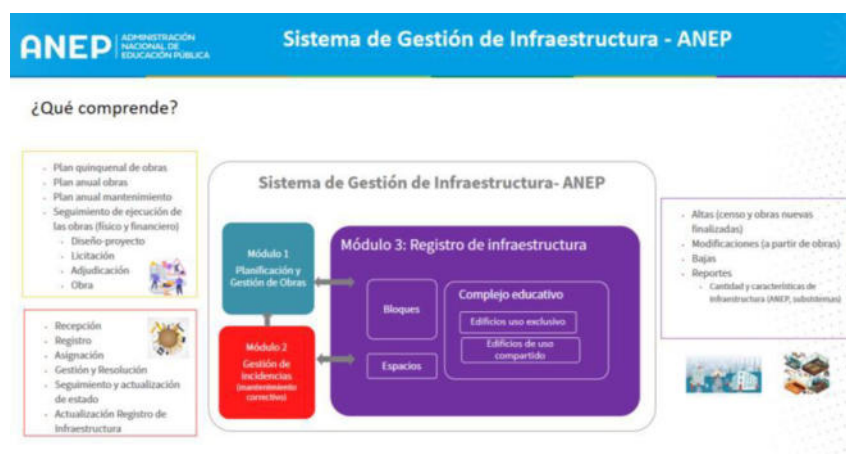 ANEP
ADMINISTRACIÓN
NACIONAL DE
EDUCACIÓN PÚBLICA
Sistema de Gestión de Infraestructura - ANEP
¿Qué comprende?
- Plan quinquenal de obras
- Plan anual obras
- Plan anual mantenimiento
- Seguimiento de ejecución de
las obras (físico y financiero)
- Diseño-proyecto
- Licitación
- Adjudicación
- Obra
- Recepción
- Registro
- Asignación
- Gestión y Resolución
- Seguimiento y actualización
de estado
- Actualización Registro de
Infraestructura
Sistema de Gestión de Infraestructura- ANEP
Módulo 1
Planificación y
Gestión de Obras
Módulo 2
Gestión de
Incidencias
(mantenimiento
correctivo)
Módulo 3: Registro de infraestructura
Bloques
Espacios
Complejo educativo
Edificios uso exclusivo
Edificios de uso
compartido
- Altas (censo y obras nuevas
finalizadas)
- Modificaciones (a partir de obras)
- Bajas
- Reportes
- Cantidad y características de
infraestructura (ANEP, subsistemas)